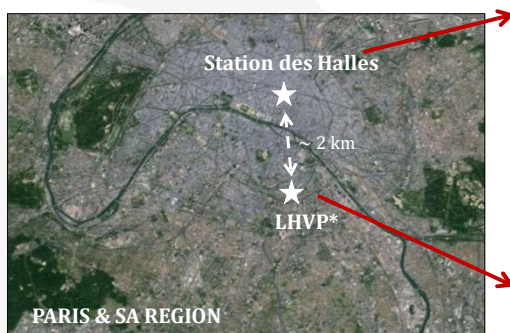 Station des Halles
~ 2 km
LHVP*
PARIS & SA REGION